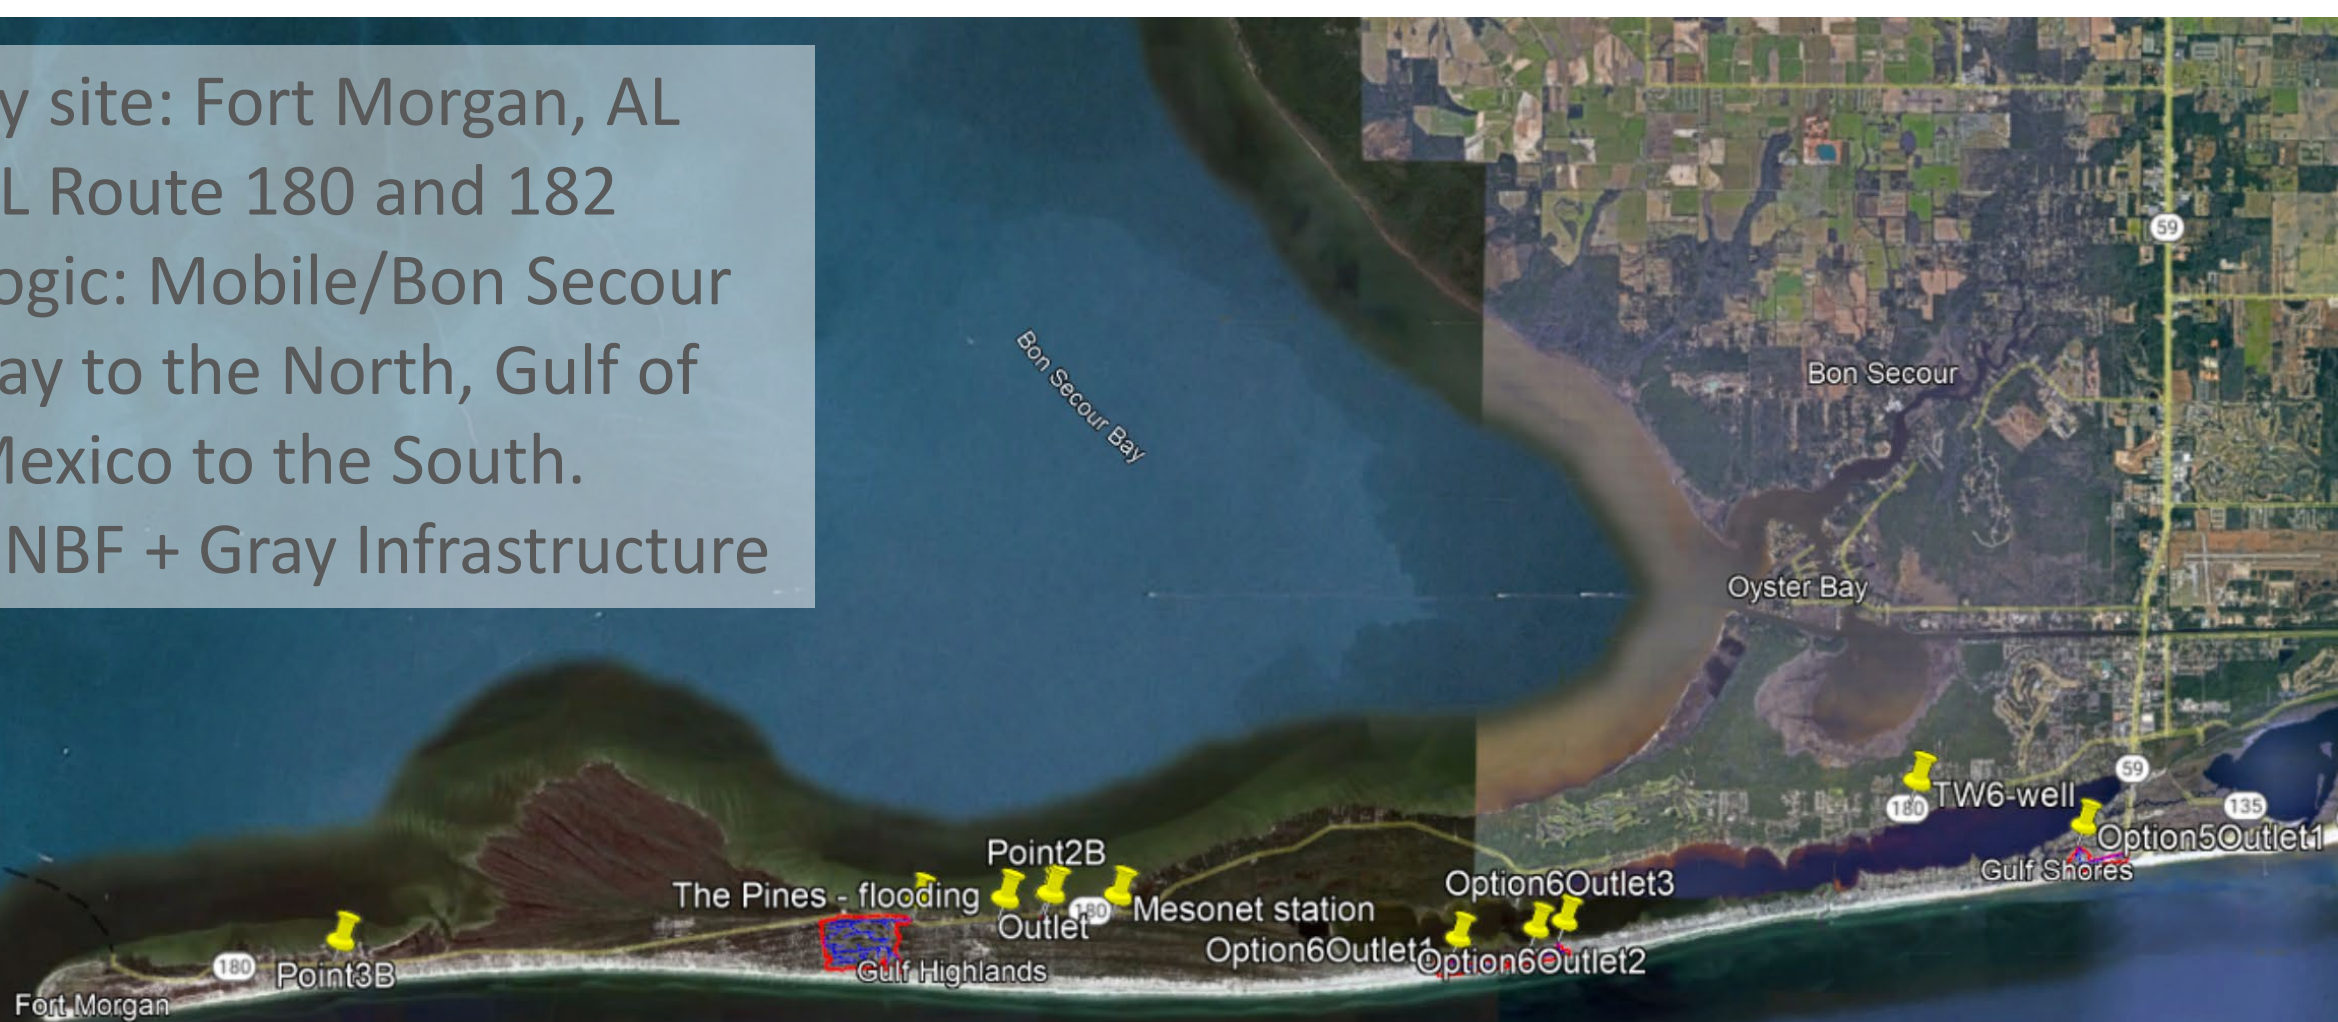 y site: Fort Morgan, AL
L Route 180 and 182
ogic: Mobile/Bon Secour
ay to the North, Gulf of
Mexico to the South.
NBF + Gray Infrastructure
59
Bon Secour Bay
Bon Secour
Oyster Bay
59
TW6-well
180
135
Option5Outlet1
Gulf Shores
Point2B
Option6Outlet3
The Pines - flooding
180
Mesonet station
Outlet
Option6Outlet1
Option6Outlet2
180
Point3B
Gulf Highlands
Fort Morgan